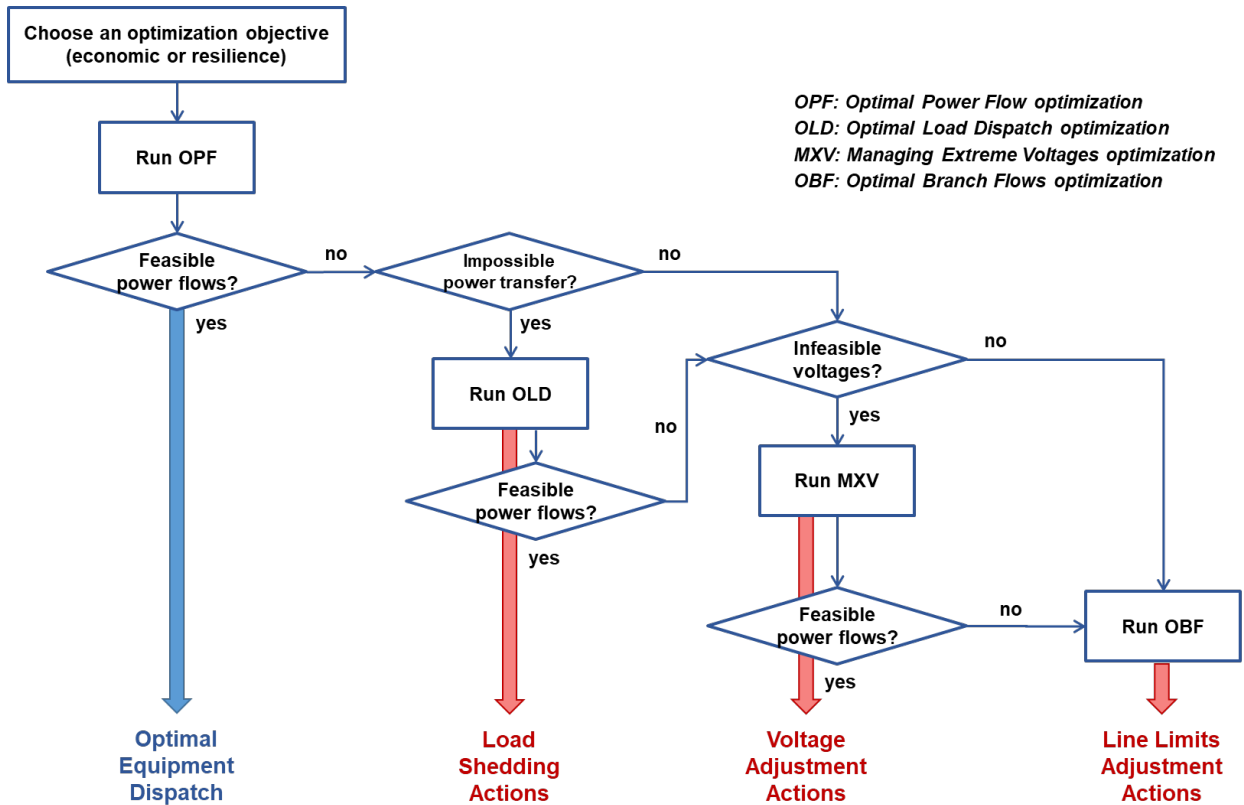 Choose an optimization objective
(economic or resilience)
OPF: Optimal Power Flow optimization
OLD: Optimal Load Dispatch optimization
MXV: Managing Extreme Voltages optimization
OBF: Optimal Branch Flows optimization
Run OPF
Feasible
power flows?
no
yes
Impossible
power transfer?
no
yes
Run OLD
Feasible
power flows?
no
yes
Infeasible
voltages?
no
yes
Run MXV
Feasible
power flows?
no
yes
Run OBF
Optimal
Equipment
Dispatch
Load
Shedding
Actions
Voltage
Adjustment
Actions
Line Limits
Adjustment
Actions